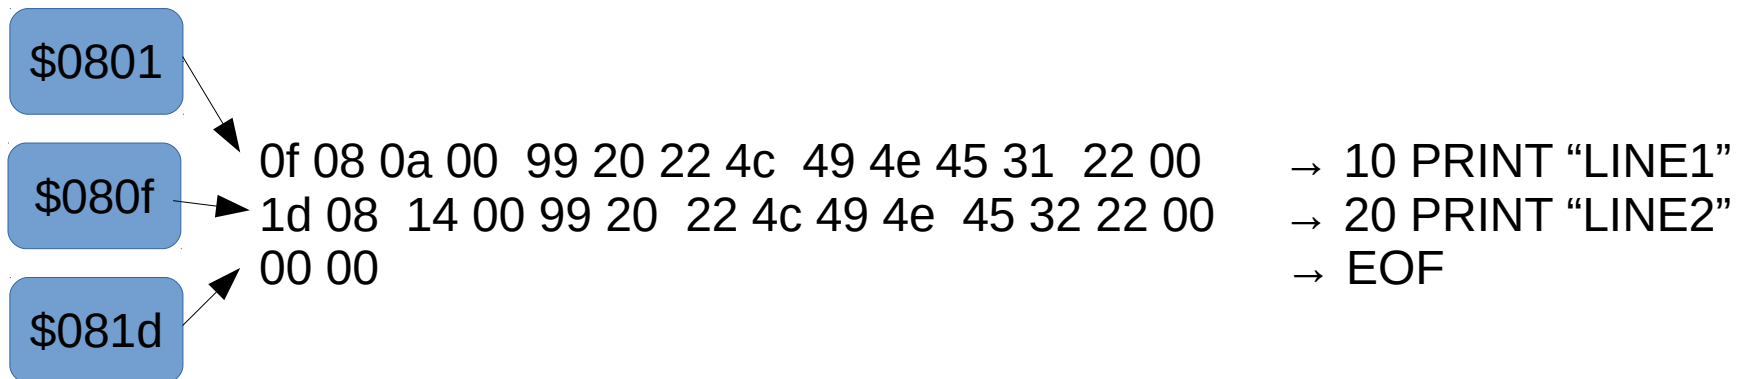 $0801
0f 08 0a 00  99 20 22 4c  49 4e 45 31  22 00 → 10 PRINT “LINE1”
$080f
1d 08  14 00 99 20  22 4c 49 4e  45 32 22 00 → 20 PRINT “LINE2”
00 00 → EOF
$081d